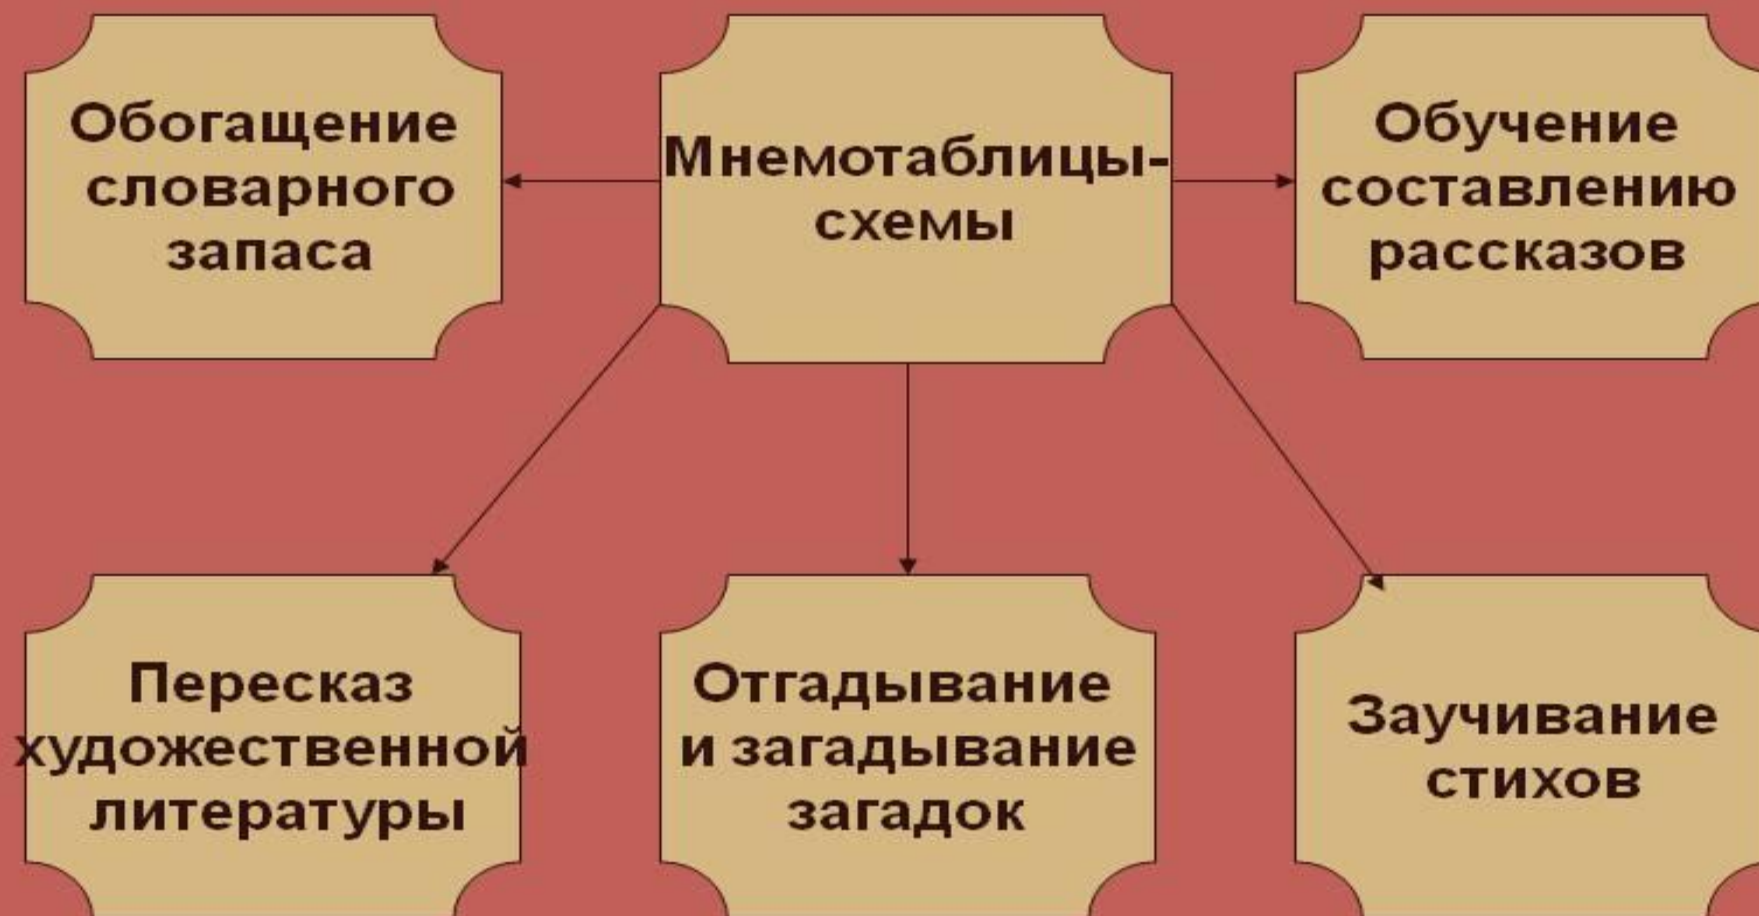 Обогащение
словарного
запаса
Мнемотаблицы-
схемы
Обучение
составлению
рассказов
Пересказ
художественной
литературы
Отгадывание
и загадывание
загадок
Заучивание
стихов